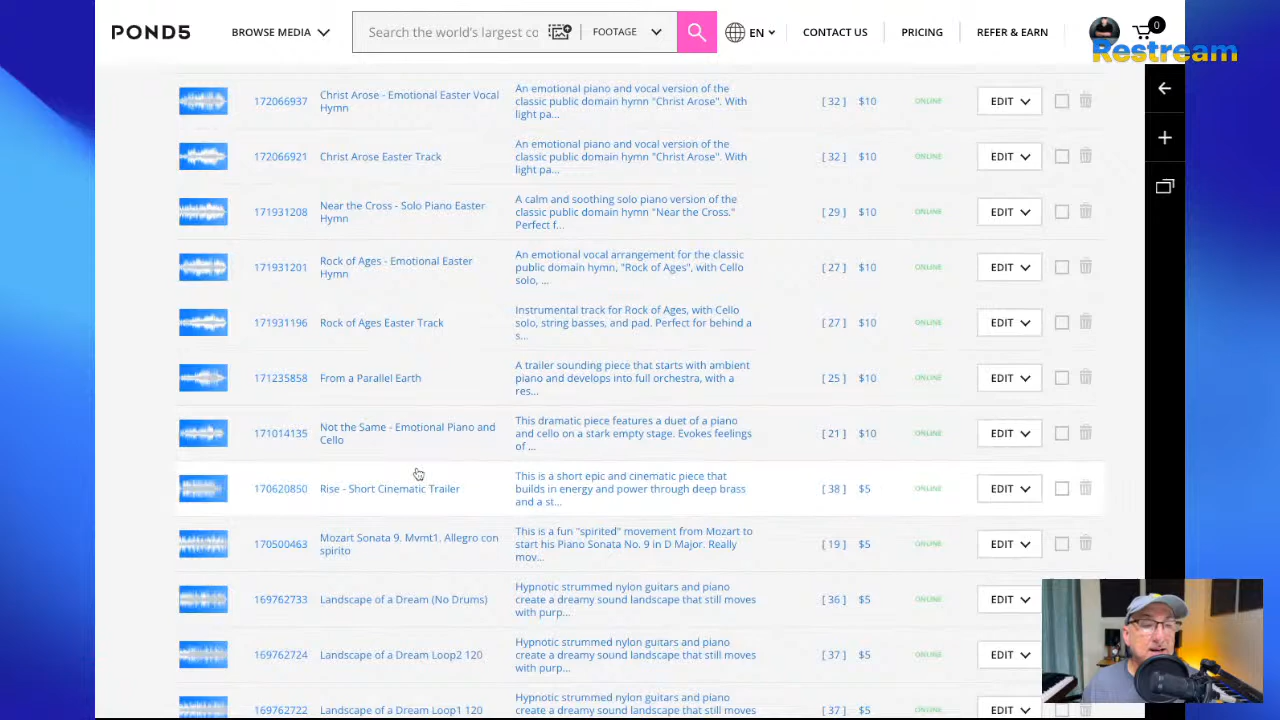 POND5
BROWSE MEDIA
Search the world's largest co
FOOTAGE
EN
CONTACT US
PRICING
REFER & EARN
0
Restream
172066937
Christ Arose - Emotional Easter Vocal
Hymn
An emotional piano and vocal version of the
classic public domain hymn "Christ Arose". With
light pa...
[ 32 ]
$10
ONLINE
EDIT
172066921
Christ Arose Easter Track
An emotional piano and vocal version of the
classic public domain hymn "Christ Arose". With
light pa...
[ 32 ]
$10
ONLINE
EDIT
171931208
Near the Cross - Solo Piano Easter
Hymn
A calm and soothing solo piano version of the
classic public domain hymn "Near the Cross."
Perfect f...
[ 29 ]
$10
ONLINE
EDIT
171931201
Rock of Ages - Emotional Easter
Hymn
An emotional vocal arrangement for the classic
public domain hymn, "Rock of Ages", with Cello
solo, ...
[ 27 ]
$10
ONLINE
EDIT
171931196
Rock of Ages Easter Track
Instrumental track for Rock of Ages, with Cello
solo, string basses, and pad. Perfect for behind a
s...
[ 27 ]
$10
ONLINE
EDIT
171235858
From a Parallel Earth
A trailer sounding piece that starts with ambient
piano and develops into full orchestra, with a
res...
[ 25 ]
$10
ONLINE
EDIT
171014135
Not the Same - Emotional Piano and
Cello
This dramatic piece features a duet of a piano
and cello on a stark empty stage. Evokes feelings
of ...
[ 21 ]
$10
ONLINE
EDIT
170620850
Rise - Short Cinematic Trailer
This is a short epic and cinematic piece that
builds in energy and power through deep brass
and a st...
[ 38 ]
$5
ONLINE
EDIT
170500463
Mozart Sonata 9. Mvmt1. Allegro con
spirito
This is a fun "spirited" movement from Mozart to
start his Piano Sonata No. 9 in D Major. Really
mov...
[ 19 ]
$5
ONLINE
EDIT
169762733
Landscape of a Dream (No Drums)
Hypnotic strummed nylon guitars and piano
create a dreamy sound landscape that still moves
with purp...
[ 36 ]
$5
ONLINE
EDIT
169762724
Landscape of a Dream Loop2 120
Hypnotic strummed nylon guitars and piano
create a dreamy sound landscape that still moves
with purp...
[ 37 ]
$5
ONLINE
EDIT
169762722
Landscape of a Dream Loop1 120
Hypnotic strummed nylon guitars and piano
create a dreamy sound landscape that still moves
[ 37 ]
$5
ONLINE
EDIT